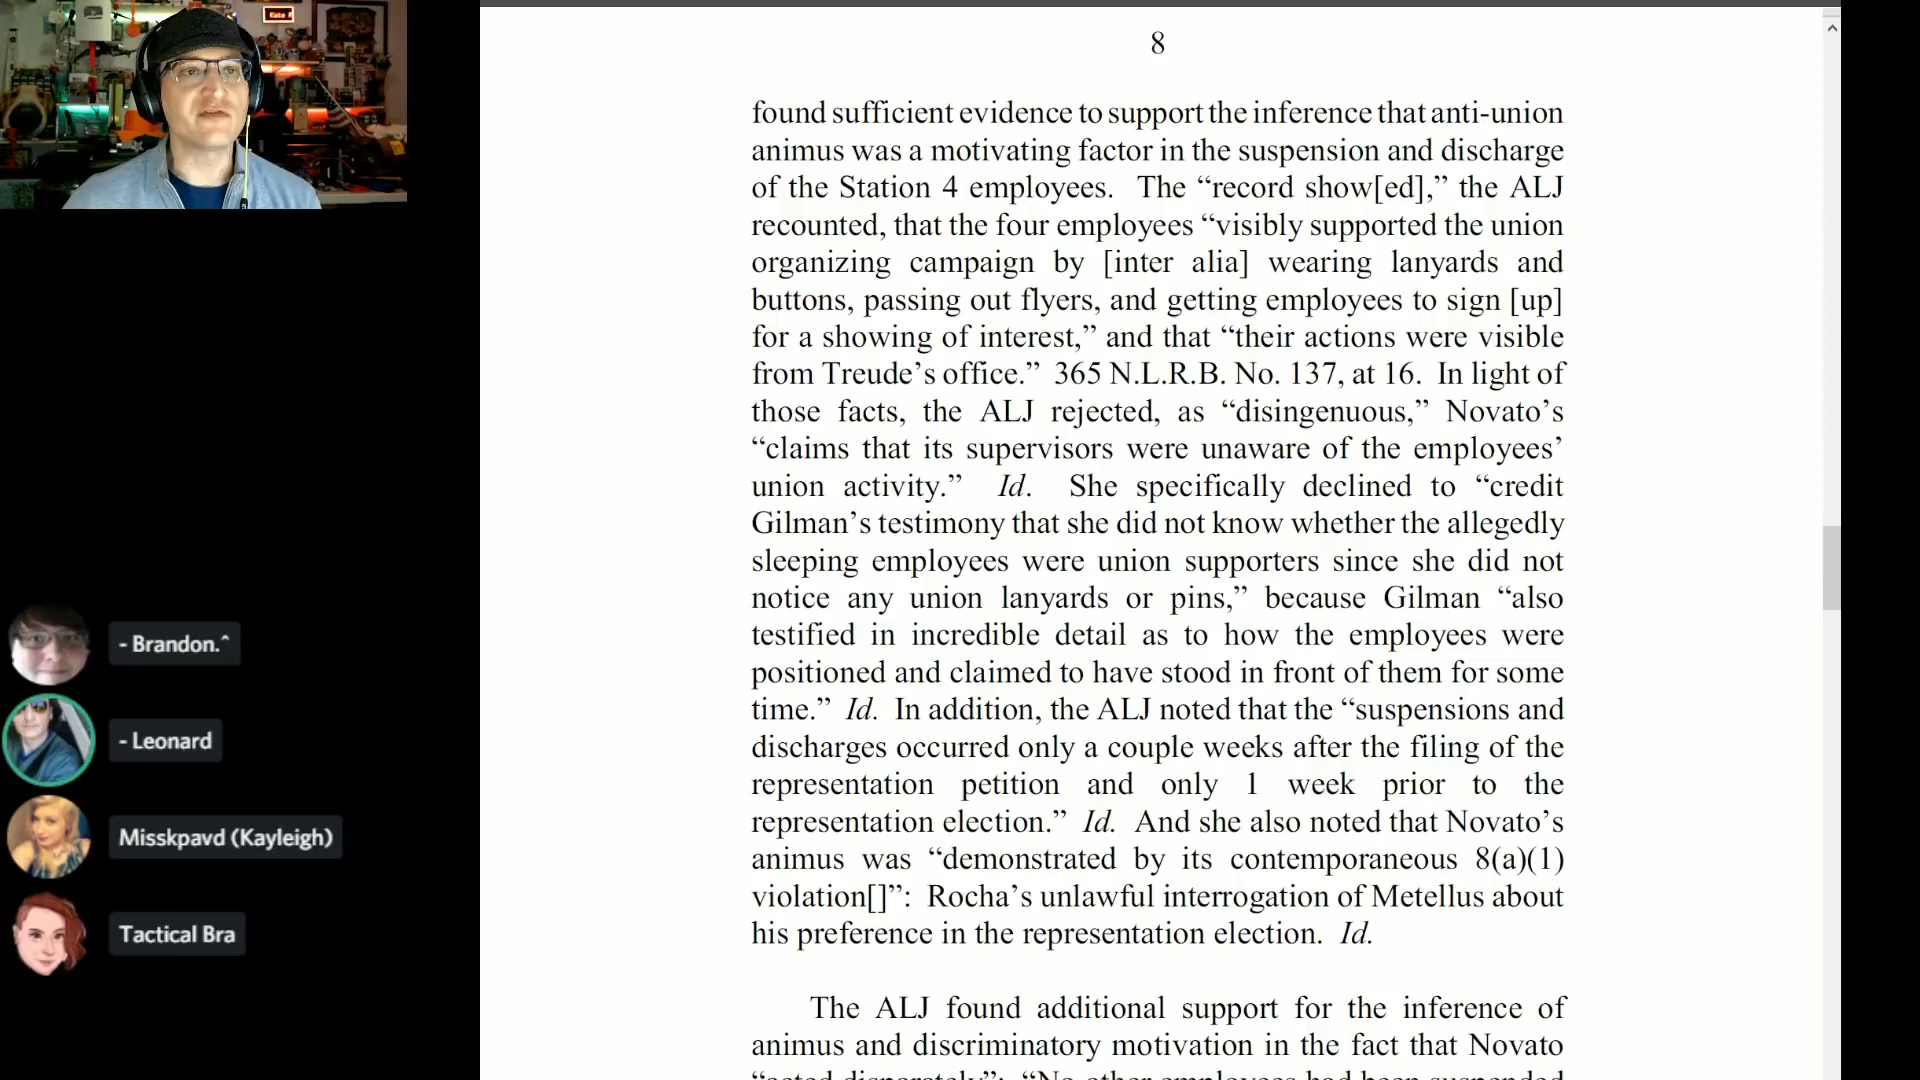 8
found sufficient evidence to support the inference that anti-union
animus was a motivating factor in the suspension and discharge
of the Station 4 employees. The “record show[ed],” the ALJ
recounted, that the four employees “visibly supported the union
organizing campaign by [inter alia] wearing lanyards and
buttons, passing out flyers, and getting employees to sign [up]
for a showing of interest,” and that “their actions were visible
from Treude’s office.” 365 N.L.R.B. No. 137, at 16. In light of
those facts, the ALJ rejected, as “disingenuous,” Novato’s
“claims that its supervisors were unaware of the employees’
union activity.” Id. She specifically declined to “credit
Gilman’s testimony that she did not know whether the allegedly
sleeping employees were union supporters since she did not
notice any union lanyards or pins,” because Gilman “also
testified in incredible detail as to how the employees were
positioned and claimed to have stood in front of them for some
time.” Id. In addition, the ALJ noted that the “suspensions and
discharges occurred only a couple weeks after the filing of the
representation petition and only 1 week prior to the
representation election.” Id. And she also noted that Novato’s
animus was “demonstrated by its contemporaneous 8(a)(1)
violation[]”: Rocha’s unlawful interrogation of Metellus about
his preference in the representation election. Id.
The ALJ found additional support for the inference of
animus and discriminatory motivation in the fact that Novato
“acted disparately”: “No other employees had been suspended
- Brandon.^
- Leonard
Misskpavd (Kayleigh)
Tactical Bra